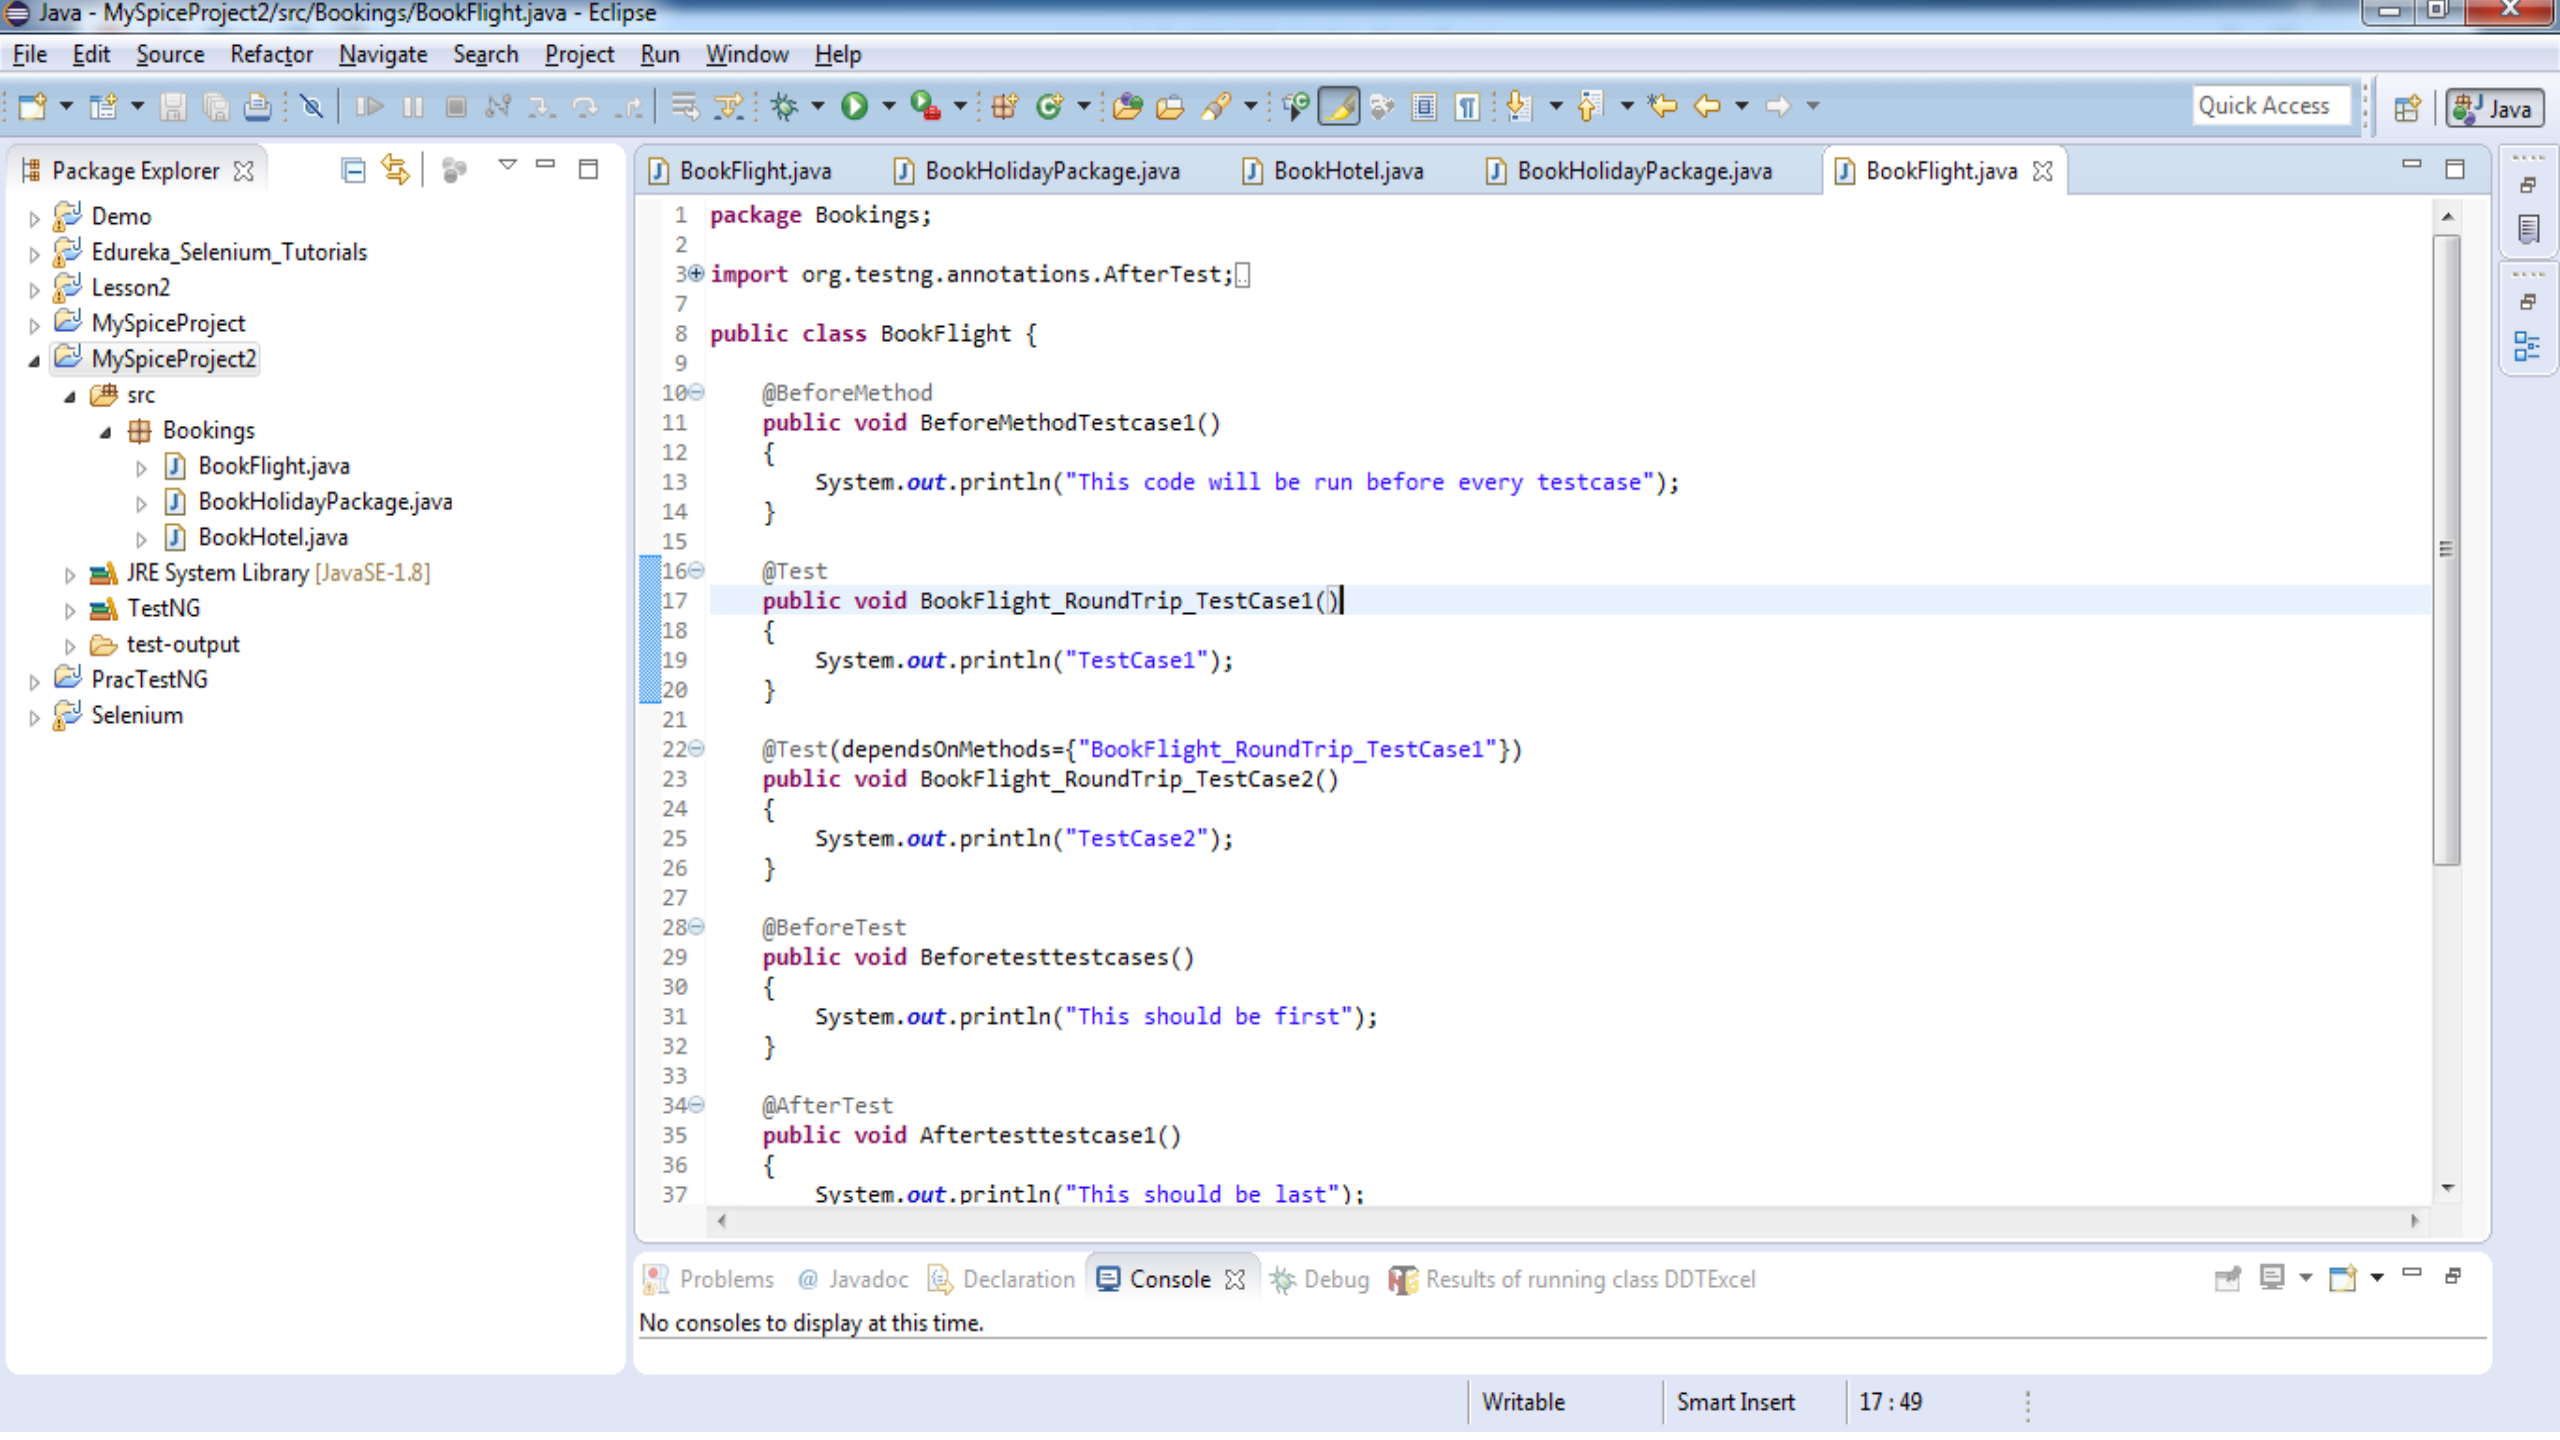 Java - MySpiceProject2/src/Bookings/BookFlight.java - Eclipse
File Edit Source Refactor Navigate Search Project Run Window Help
Quick Access Java
Package Explorer
Demo
Edureka_Selenium_Tutorials
Lesson2
MySpiceProject
MySpiceProject2
src
Bookings
BookFlight.java
BookHolidayPackage.java
BookHotel.java
JRE System Library [JavaSE-1.8]
TestNG
test-output
PracTestNG
Selenium
BookFlight.java BookHolidayPackage.java BookHotel.java BookHolidayPackage.java BookFlight.java
1 package Bookings;
2
3 import org.testng.annotations.AfterTest;
7
8 public class BookFlight {
9
10 @BeforeMethod
11 public void BeforeMethodTestcase1()
12 {
13 System.out.println("This code will be run before every testcase");
14 }
15
16 @Test
17 public void BookFlight_RoundTrip_TestCase1()
18 {
19 System.out.println("TestCase1");
20 }
21
22 @Test(dependsOnMethods={"BookFlight_RoundTrip_TestCase1"})
23 public void BookFlight_RoundTrip_TestCase2()
24 {
25 System.out.println("TestCase2");
26 }
27
28 @BeforeTest
29 public void Beforetesttestcases()
30 {
31 System.out.println("This should be first");
32 }
33
34 @AfterTest
35 public void Aftertesttestcase1()
36 {
37 System.out.println("This should be last");
Problems @ Javadoc Declaration Console Debug Results of running class DDTExcel
No consoles to display at this time.
Writable Smart Insert 17 : 49